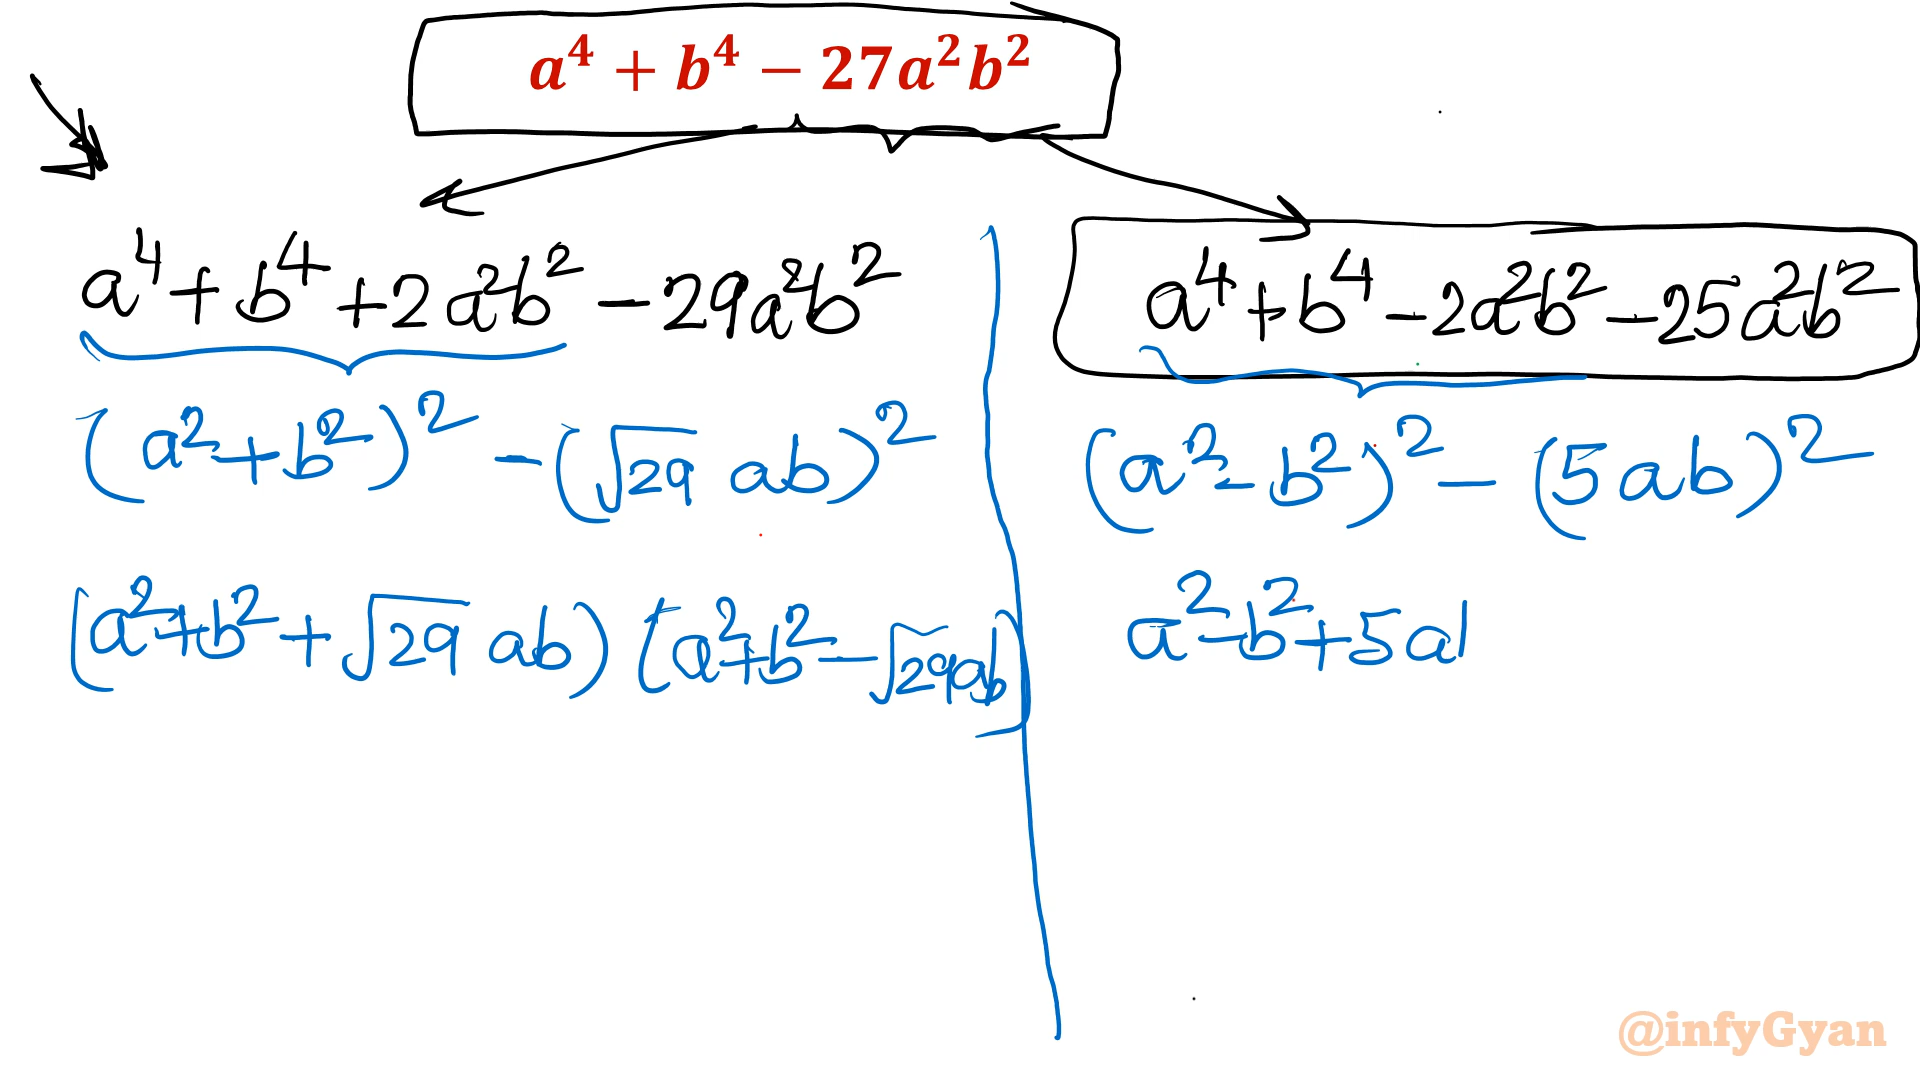 a⁴ + b⁴ − 27a²b²
a⁴ + b⁴ + 2a²b² − 29a²b²
(a² + b²)² − (√29 ab)²
(a² + b² + √29 ab) (a² + b² − √29ab)
a⁴ + b⁴ − 2a²b² − 25a²b²
(a² − b²)² − (5ab)²
a² − b² + 5al
@infyGyan